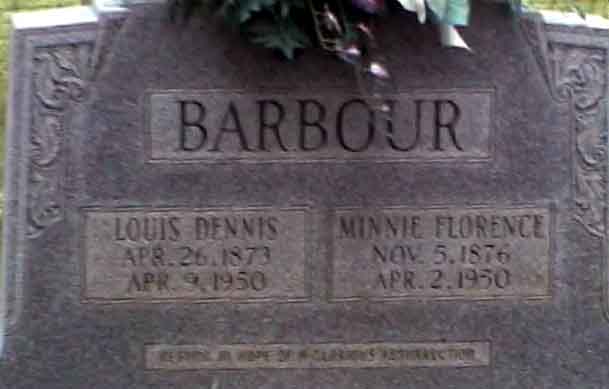 BARBOUR
LOUIS DENNIS
APR. 26, 1873
APR. 9, 1950
MINNIE FLORENCE
NOV. 5, 1876
APR. 2, 1950
IN HOPE OF A GLORIOUS RESURRECTION